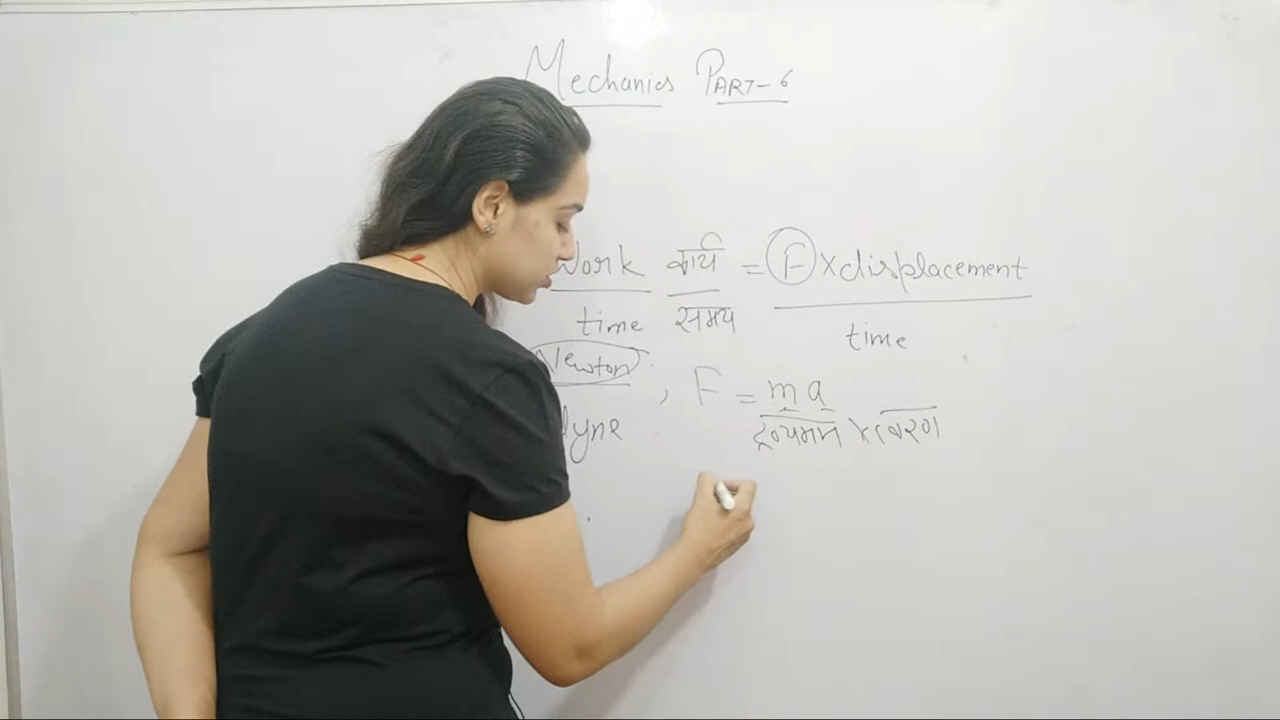 Mechanics PART-6
Work कार्य = F × displacement
time समय time
Newton , F = m a
dyne द्रव्यमान × त्वरण